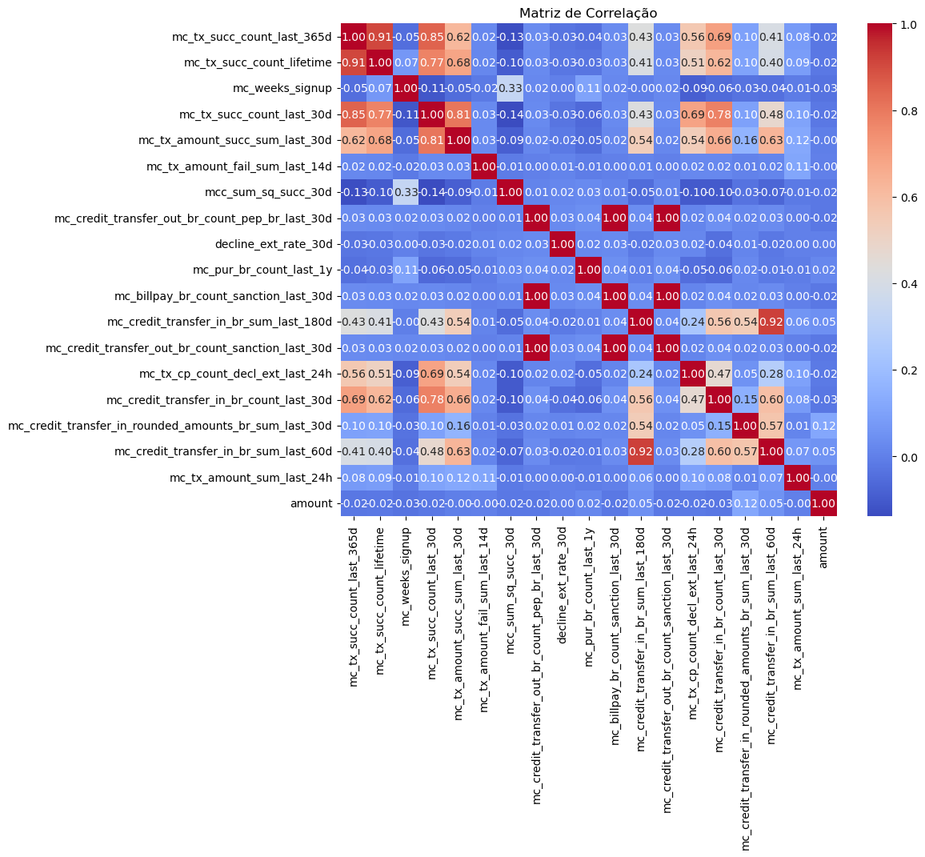 Matriz de Correlação
mc_tx_succ_count_last_365d 1.00 0.91 -0.05 0.85 0.62 0.02 -0.13 0.03 -0.03 -0.04 0.03 0.43 0.03 0.56 0.69 0.10 0.41 0.08 -0.02
mc_tx_succ_count_lifetime 0.91 1.00 0.07 0.77 0.68 0.02 -0.10 0.03 -0.03 -0.03 0.03 0.41 0.03 0.51 0.62 0.10 0.40 0.09 -0.02
mc_weeks_signup -0.05 0.07 1.00 -0.11 -0.05 -0.02 0.33 0.02 0.00 0.11 0.02 -0.00 0.02 -0.09 -0.06 -0.03 -0.04 -0.01 -0.03
mc_tx_succ_count_last_30d 0.85 0.77 -0.11 1.00 0.81 0.03 -0.14 0.03 -0.03 -0.06 0.03 0.43 0.03 0.69 0.78 0.10 0.48 0.10 -0.02
mc_tx_amount_succ_sum_last_30d 0.62 0.68 -0.05 0.81 1.00 0.03 -0.09 0.02 -0.02 -0.05 0.02 0.54 0.02 0.54 0.66 0.16 0.63 0.12 -0.00
mc_tx_amount_fail_sum_last_14d 0.02 0.02 -0.02 0.03 0.03 1.00 -0.01 0.00 0.01 -0.01 0.00 0.01 0.00 0.02 0.02 -0.01 0.02 0.11 -0.00
mcc_sum_sq_succ_30d -0.13 -0.10 0.33 -0.14 -0.09 -0.01 1.00 0.01 0.02 0.03 0.01 -0.05 0.01 -0.10 -0.10 -0.03 -0.07 -0.01 -0.02
mc_credit_transfer_out_br_count_pep_br_last_30d 0.03 0.03 0.02 0.03 0.02 0.00 0.01 1.00 0.03 0.04 1.00 0.04 1.00 0.02 0.04 0.02 0.03 0.00 -0.02
decline_ext_rate_30d -0.03 -0.03 0.00 -0.03 -0.02 0.01 0.02 0.03 1.00 0.02 0.03 -0.02 0.03 0.02 -0.04 0.01 -0.02 0.00 0.00
mc_pur_br_count_last_1y -0.04 -0.03 0.11 -0.06 -0.05 -0.01 0.03 0.04 0.02 1.00 0.04 0.01 0.04 -0.05 -0.06 0.02 -0.01 -0.01 0.02
mc_billpay_br_count_sanction_last_30d 0.03 0.03 0.02 0.03 0.02 0.00 0.01 1.00 0.03 0.04 1.00 0.04 1.00 0.02 0.04 0.02 0.03 0.00 -0.02
mc_credit_transfer_in_br_sum_last_180d 0.43 0.41 -0.00 0.43 0.54 0.01 -0.05 0.04 -0.02 0.01 0.04 1.00 0.04 0.24 0.56 0.54 0.92 0.06 0.05
mc_credit_transfer_out_br_count_sanction_last_30d 0.03 0.03 0.02 0.03 0.02 0.00 0.01 1.00 0.03 0.04 1.00 0.04 1.00 0.02 0.04 0.02 0.03 0.00 -0.02
mc_tx_cp_count_decl_ext_last_24h 0.56 0.51 -0.09 0.69 0.54 0.02 -0.10 0.02 0.02 -0.05 0.02 0.24 0.02 1.00 0.47 0.05 0.28 0.10 -0.02
mc_credit_transfer_in_br_count_last_30d 0.69 0.62 -0.06 0.78 0.66 0.02 -0.10 0.04 -0.04 -0.06 0.04 0.56 0.04 0.47 1.00 0.15 0.60 0.08 -0.03
mc_credit_transfer_in_rounded_amounts_br_sum_last_30d 0.10 0.10 -0.03 0.10 0.16 -0.01 -0.03 0.02 0.01 0.02 0.02 0.54 0.02 0.05 0.15 1.00 0.57 0.01 0.12
mc_credit_transfer_in_br_sum_last_60d 0.41 0.40 -0.04 0.48 0.63 0.02 -0.07 0.03 -0.02 -0.01 0.03 0.92 0.03 0.28 0.60 0.57 1.00 0.07 0.05
mc_tx_amount_sum_last_24h 0.08 0.09 -0.01 0.10 0.12 0.11 -0.01 0.00 0.00 -0.01 0.00 0.06 0.00 0.10 0.08 0.01 0.07 1.00 -0.00
amount -0.02 -0.02 -0.03 -0.02 -0.00 -0.00 -0.02 -0.02 0.00 0.02 -0.02 0.05 -0.02 -0.02 -0.03 0.12 0.05 -0.00 1.00
mc_tx_succ_count_last_365d
mc_tx_succ_count_lifetime
mc_weeks_signup
mc_tx_succ_count_last_30d
mc_tx_amount_succ_sum_last_30d
mc_tx_amount_fail_sum_last_14d
mcc_sum_sq_succ_30d
mc_credit_transfer_out_br_count_pep_br_last_30d
decline_ext_rate_30d
mc_pur_br_count_last_1y
mc_billpay_br_count_sanction_last_30d
mc_credit_transfer_in_br_sum_last_180d
mc_credit_transfer_out_br_count_sanction_last_30d
mc_tx_cp_count_decl_ext_last_24h
mc_credit_transfer_in_br_count_last_30d
mc_credit_transfer_in_rounded_amounts_br_sum_last_30d
mc_credit_transfer_in_br_sum_last_60d
mc_tx_amount_sum_last_24h
amount
1.0
0.8
0.6
0.4
0.2
0.0